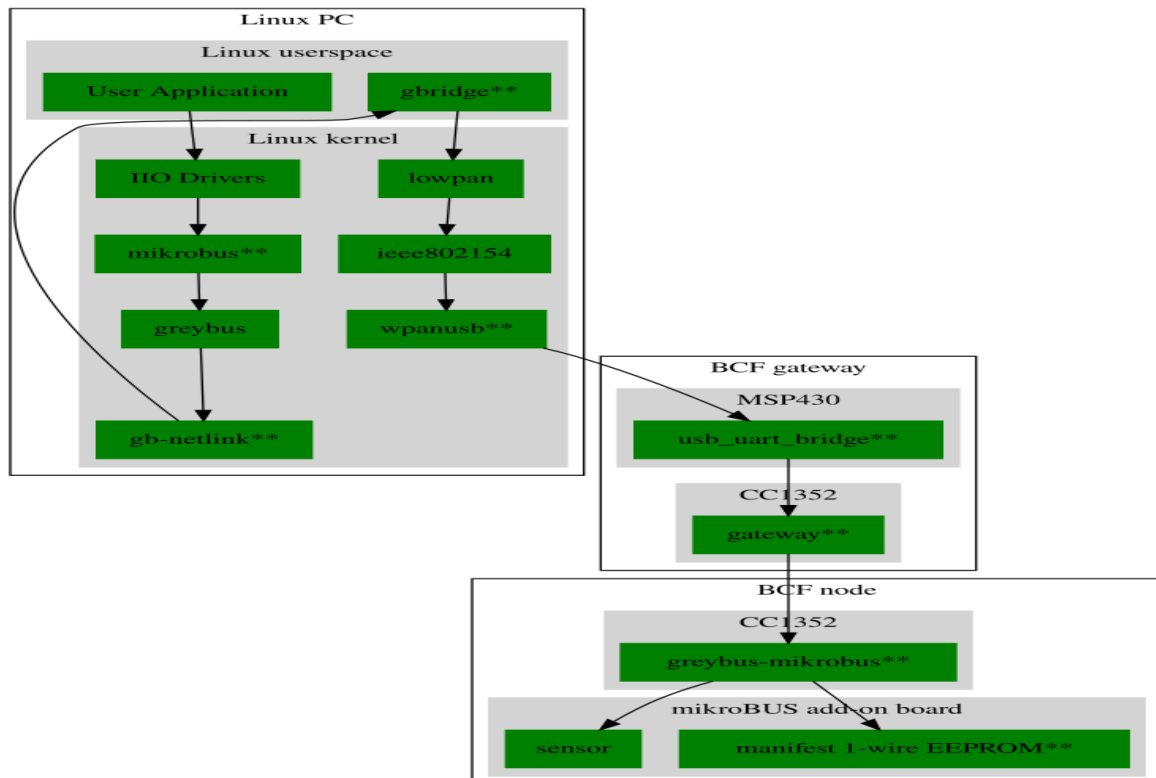 Linux PC
Linux userspace
User Application
gbridge**
Linux kernel
IIO Drivers
lowpan
mikrobus**
ieee802154
greybus
wpanusb**
gb-netlink**
BCF gateway
MSP430
usb_uart_bridge**
CC1352
gateway**
BCF node
CC1352
greybus-mikrobus**
mikroBUS add-on board
sensor
manifest 1-wire EEPROM**